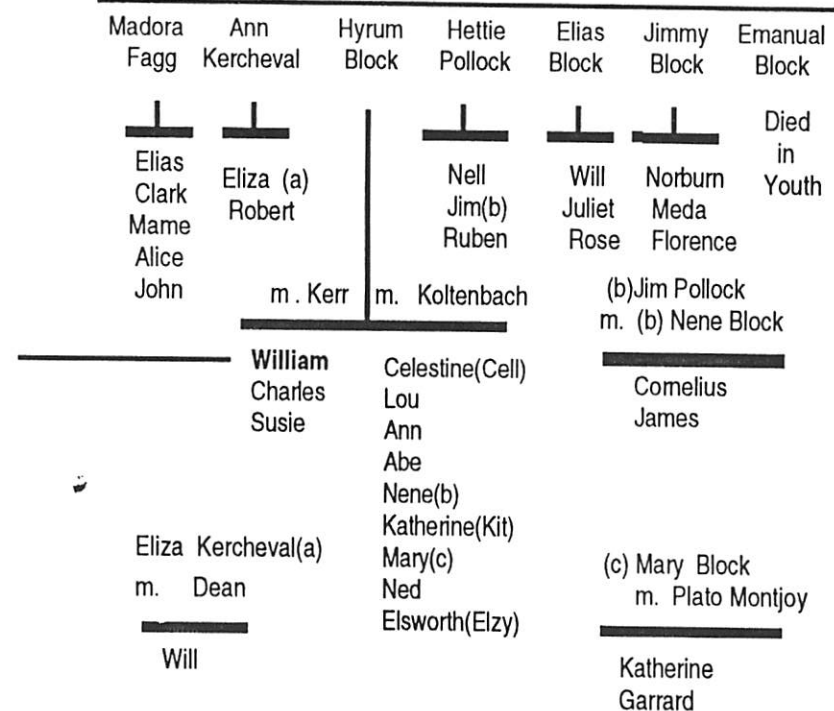 Madora Fagg
Ann Kercheval
Hyrum Block
Hettie Pollock
Elias Block
Jimmy Block
Emanual Block
Elias
Clark
Mame
Alice
John
Eliza (a)
Robert
Nell
Jim(b)
Ruben
Will
Juliet
Rose
Norburn
Meda
Florence
Died
in
Youth
m . Kerr
m. Koltenbach
(b)Jim Pollock
m. (b) Nene Block
William
Charles
Susie
Celestine(Cell)
Lou
Ann
Abe
Nene(b)
Katherine(Kit)
Mary(c)
Ned
Elsworth(Elzy)
Cornelius
James
Eliza Kercheval(a)
m. Dean
Will
(c) Mary Block
m. Plato Montjoy
Katherine
Garrard